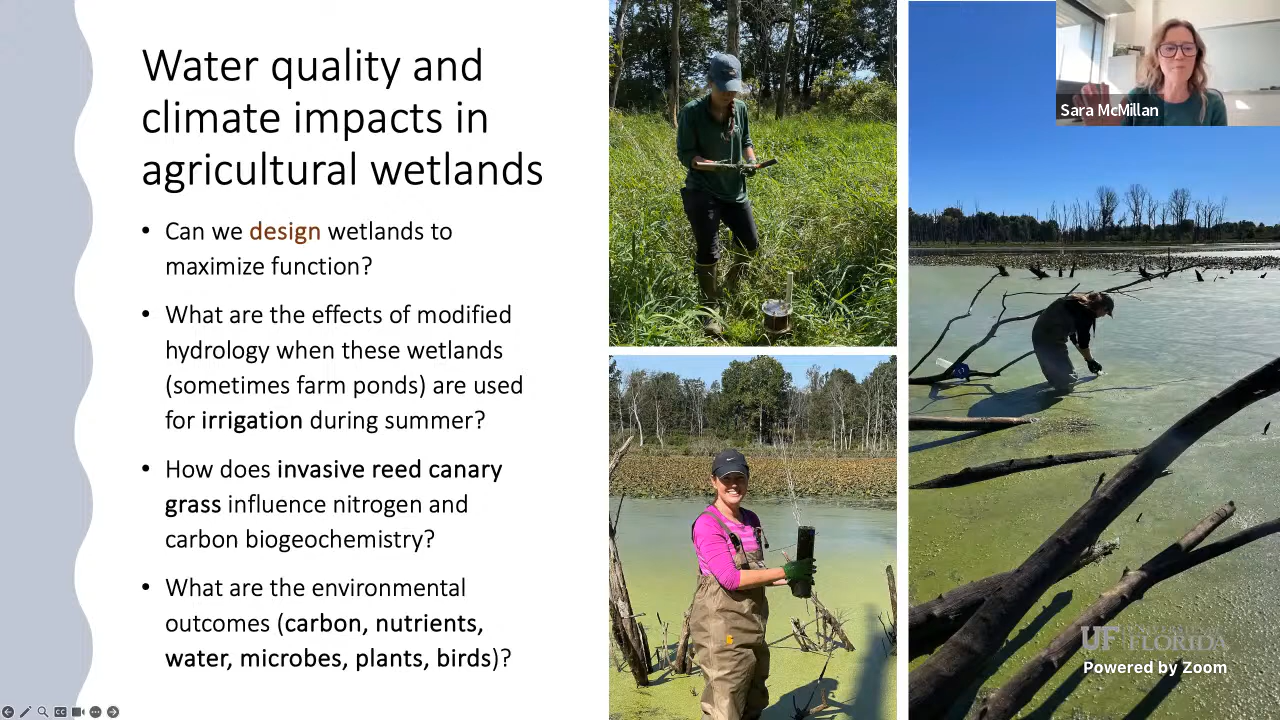 Water quality and
climate impacts in
agricultural wetlands
• Can we design wetlands to
maximize function?
• What are the effects of modified
hydrology when these wetlands
(sometimes farm ponds) are used
for irrigation during summer?
• How does invasive reed canary
grass influence nitrogen and
carbon biogeochemistry?
• What are the environmental
outcomes (carbon, nutrients,
water, microbes, plants, birds)?
Sara McMillan
UF UNIVERSITY of
FLORIDA
Powered by Zoom